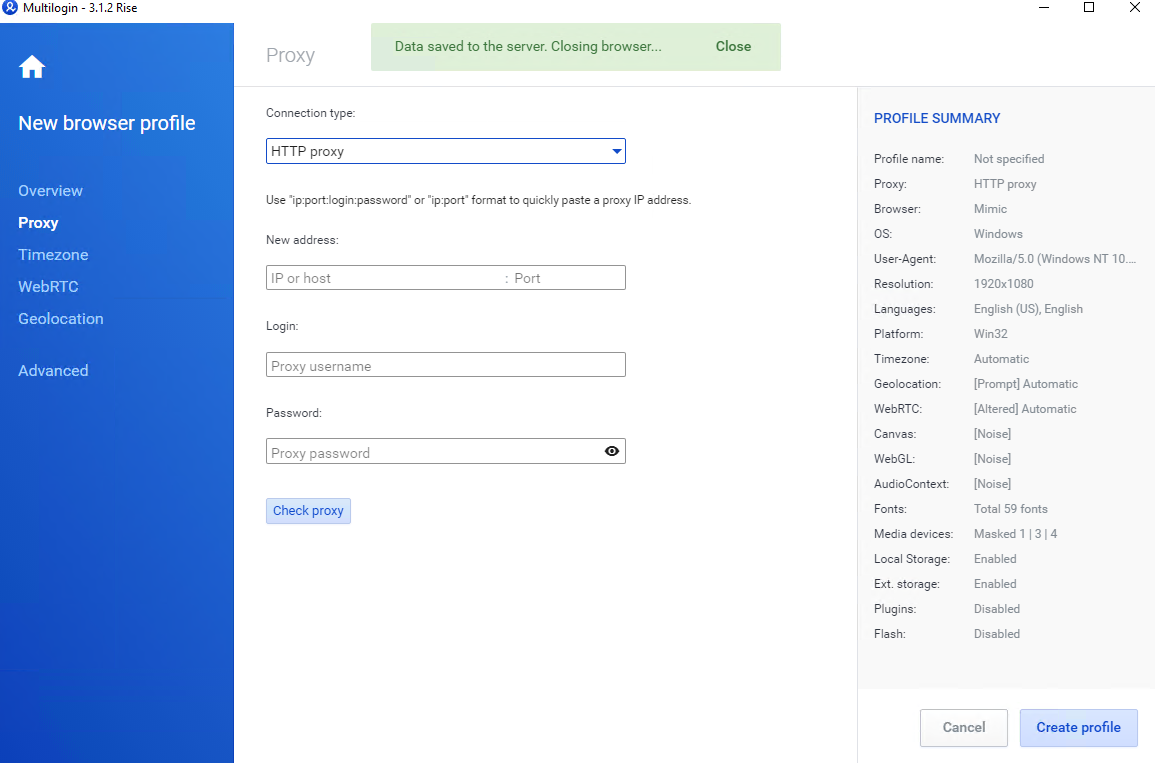 Multilogin - 3.1.2 Rise
Data saved to the server. Closing browser... Close
New browser profile
Overview
Proxy
Timezone
WebRTC
Geolocation
Advanced
Proxy
Connection type:
HTTP proxy
Use "ip:port:login:password" or "ip:port" format to quickly paste a proxy IP address.
New address:
IP or host : Port
Login:
Proxy username
Password:
Proxy password
Check proxy
PROFILE SUMMARY
Profile name: Not specified
Proxy: HTTP proxy
Browser: Mimic
OS: Windows
User-Agent: Mozilla/5.0 (Windows NT 10....
Resolution: 1920x1080
Languages: English (US), English
Platform: Win32
Timezone: Automatic
Geolocation: [Prompt] Automatic
WebRTC: [Altered] Automatic
Canvas: [Noise]
WebGL: [Noise]
AudioContext: [Noise]
Fonts: Total 59 fonts
Media devices: Masked 1 | 3 | 4
Local Storage: Enabled
Ext. storage: Enabled
Plugins: Disabled
Flash: Disabled
Cancel Create profile